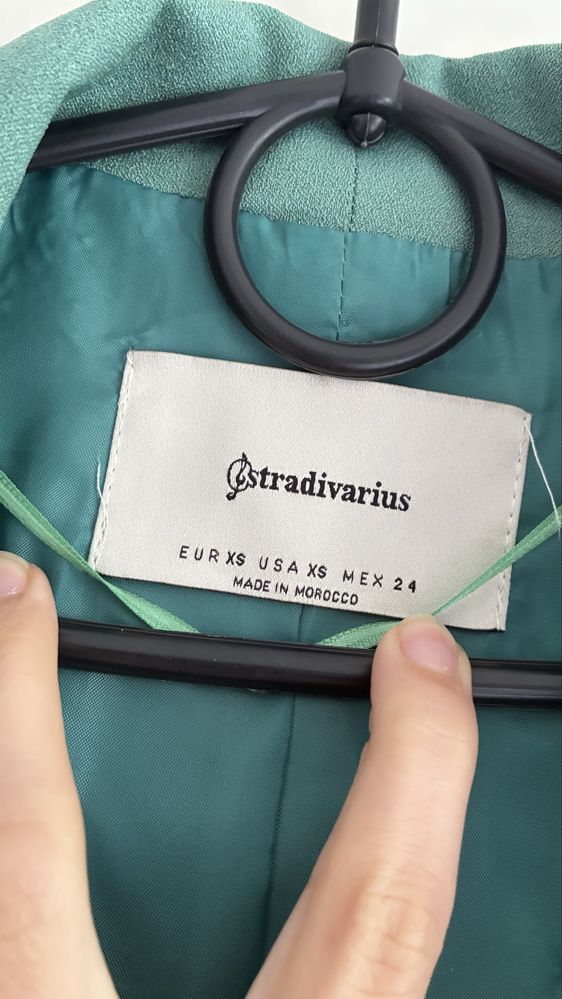 Stradivarius
EUR XS USA XS MEX 24
MADE IN MOROCCO